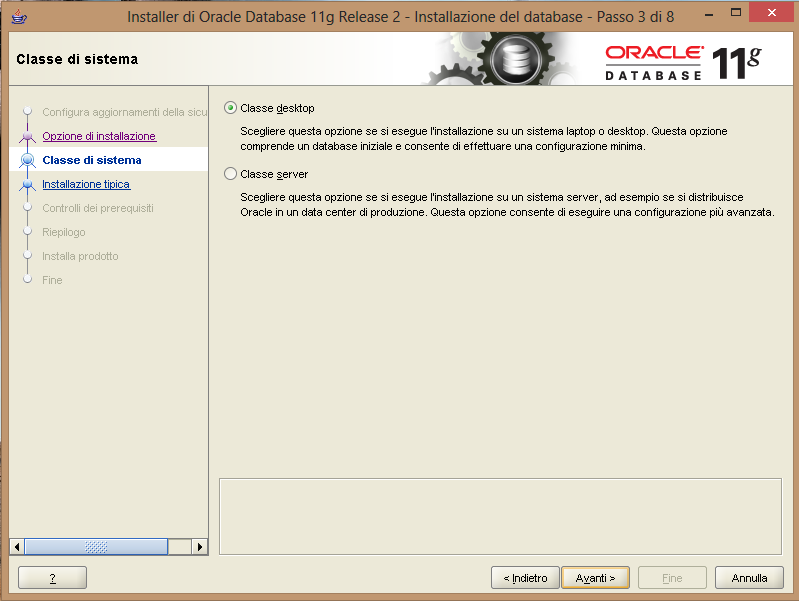 Installer di Oracle Database 11g Release 2 - Installazione del database - Passo 3 di 8
Classe di sistema
ORACLE
DATABASE
11g
Configura aggiornamenti della sicu
Opzione di installazione
Classe di sistema
Installazione tipica
Controlli dei prerequisiti
Riepilogo
Installa prodotto
Fine
Classe desktop
Scegliere questa opzione se si esegue l'installazione su un sistema laptop o desktop. Questa opzione
comprende un database iniziale e consente di effettuare una configurazione minima.
Classe server
Scegliere questa opzione se si esegue l'installazione su un sistema server, ad esempio se si distribuisce
Oracle in un data center di produzione. Questa opzione consente di eseguire una configurazione più avanzata.
?
< Indietro
Avanti >
Fine
Annulla